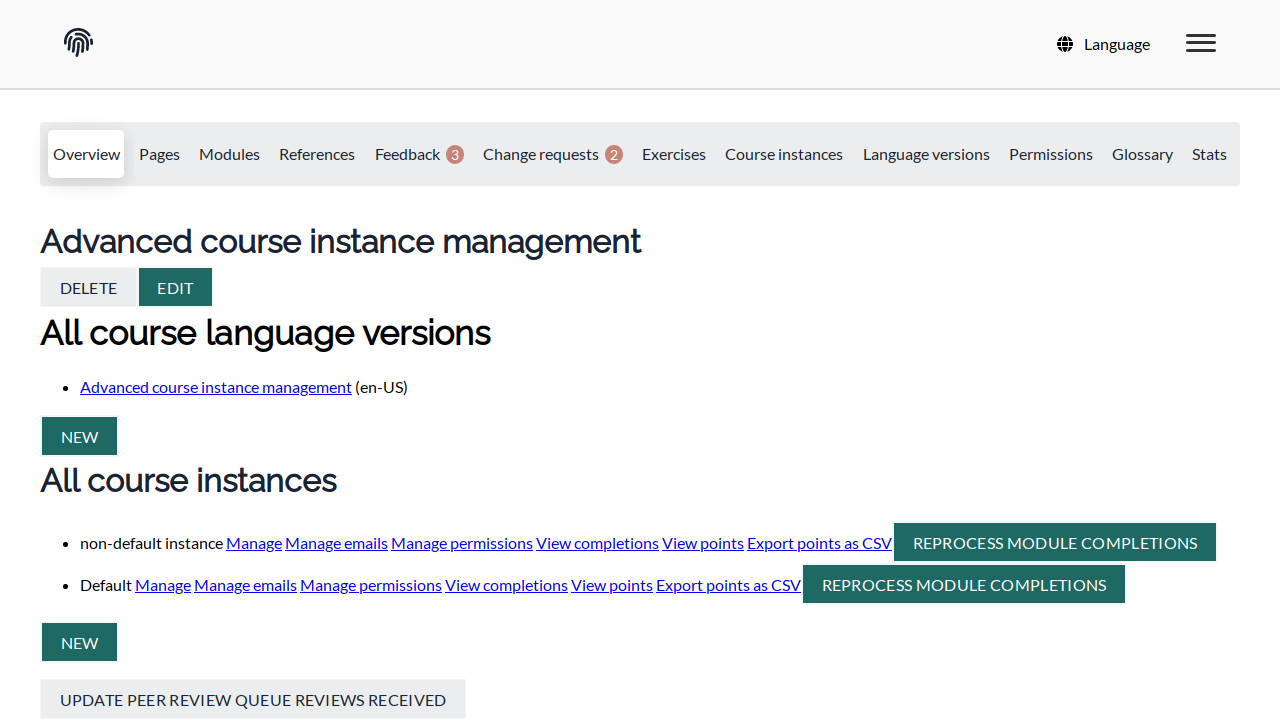 Language
Overview Pages Modules References Feedback 3 Change requests 2 Exercises Course instances Language versions Permissions Glossary Stats
Advanced course instance management
DELETE EDIT
All course language versions
Advanced course instance management (en-US)
NEW
All course instances
non-default instance Manage Manage emails Manage permissions View completions View points Export points as CSV REPROCESS MODULE COMPLETIONS
Default Manage Manage emails Manage permissions View completions View points Export points as CSV REPROCESS MODULE COMPLETIONS
NEW
UPDATE PEER REVIEW QUEUE REVIEWS RECEIVED